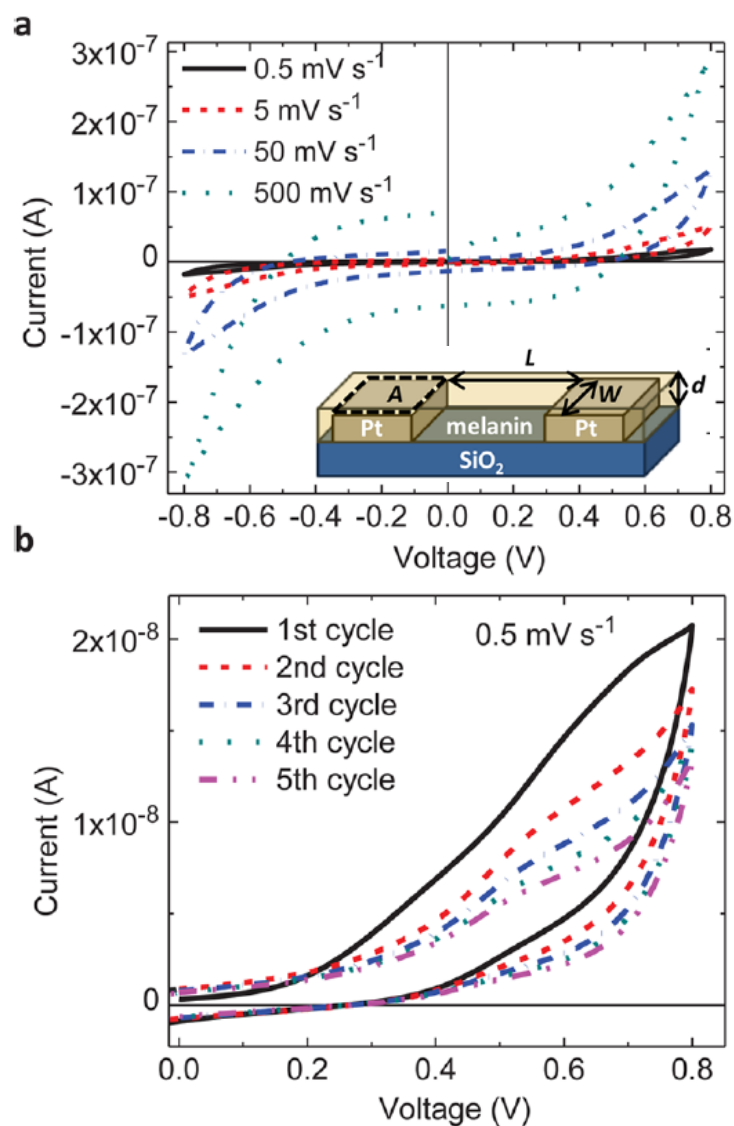 a
3x10⁻⁷
2x10⁻⁷
1x10⁻⁷
0
-1x10⁻⁷
-2x10⁻⁷
-3x10⁻⁷
Current (A)
0.5 mV s⁻¹
5 mV s⁻¹
50 mV s⁻¹
500 mV s⁻¹
L
A
W
d
Pt
melanin
Pt
SiO₂
-0.8 -0.6 -0.4 -0.2 0.0 0.2 0.4 0.6 0.8
Voltage (V)
b
2x10⁻⁸
1x10⁻⁸
0
Current (A)
1st cycle
2nd cycle
3rd cycle
4th cycle
5th cycle
0.5 mV s⁻¹
0.0 0.2 0.4 0.6 0.8
Voltage (V)